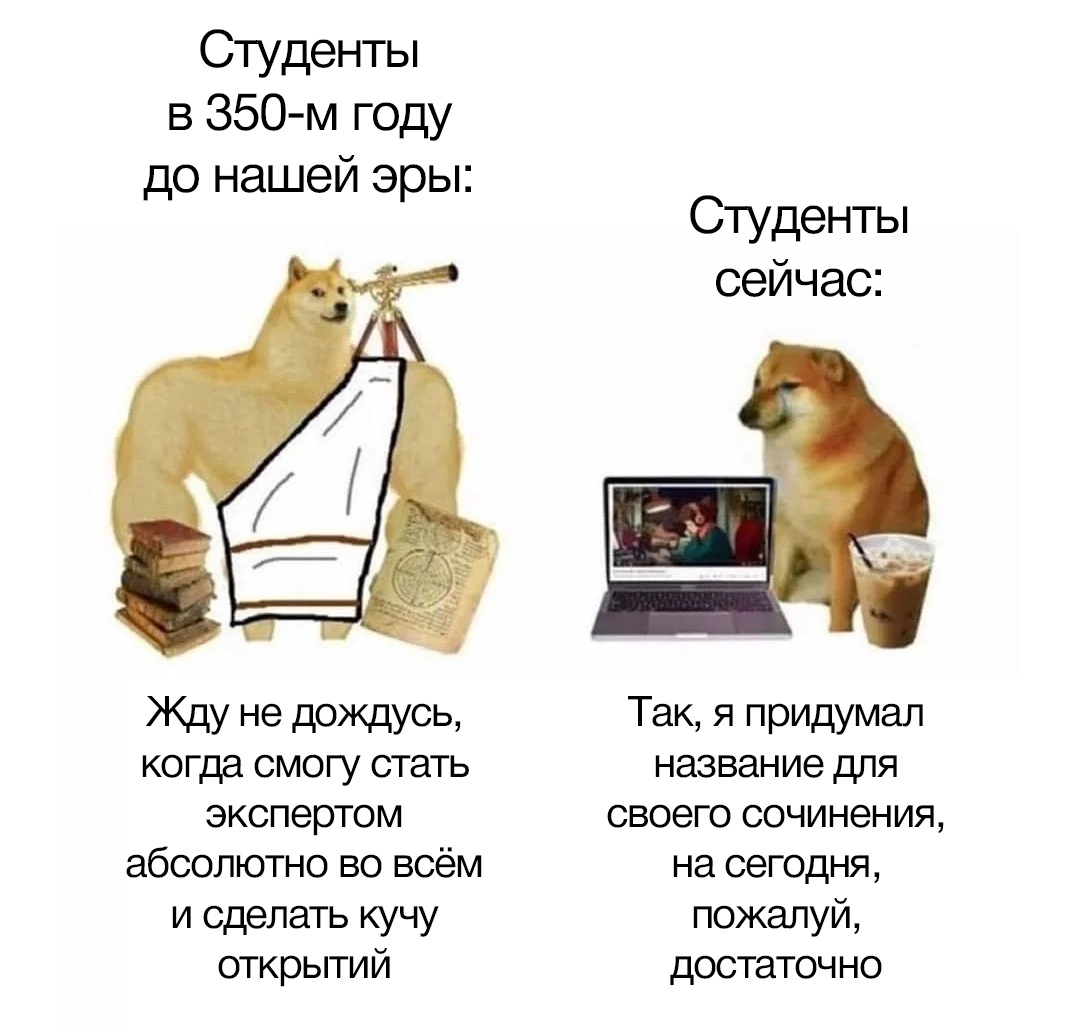 Студенты
в 350-м году
до нашей эры:
Студенты
сейчас:
Жду не дождусь,
когда смогу стать
экспертом
абсолютно во всём
и сделать кучу
открытий
Так, я придумал
название для
своего сочинения,
на сегодня,
пожалуй,
достаточно